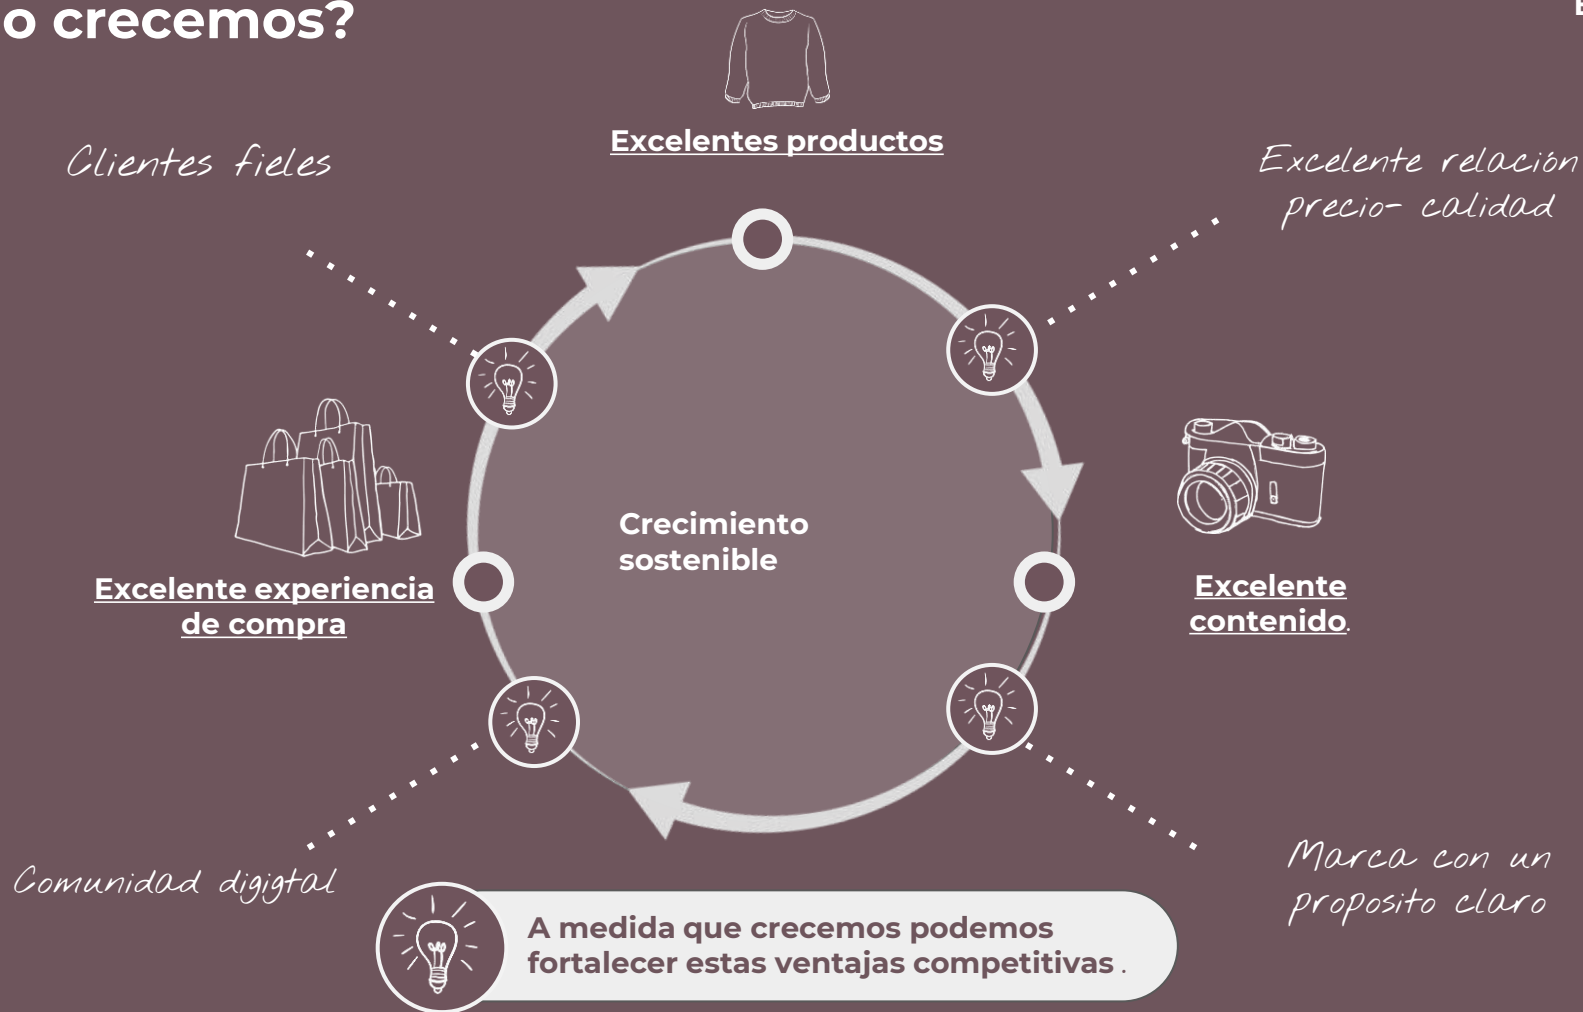 o crecemos?
Excelentes productos
Clientes fieles
Excelente relación
precio- calidad
Crecimiento
sostenible
Excelente experiencia
de compra
Excelente
contenido.
Comunidad digigtal
Marca con un
proposito claro
A medida que crecemos podemos
fortalecer estas ventajas competitivas .